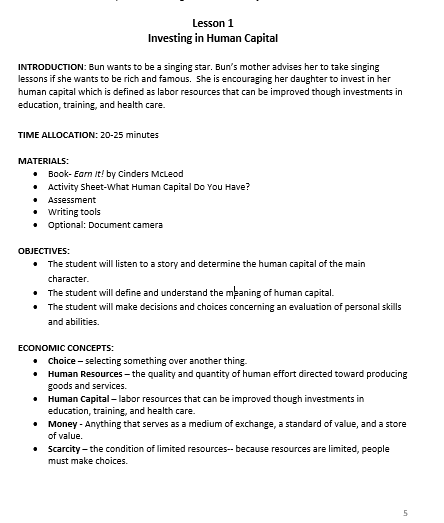 Lesson 1
Investing in Human Capital
INTRODUCTION: Bun wants to be a singing star. Bun's mother advises her to take singing
lessons if she wants to be rich and famous.  She is encouraging her daughter to invest in her
human capital which is defined as labor resources that can be improved though investments in
education, training, and health care.
TIME ALLOCATION: 20-25 minutes
MATERIALS:
• Book- Earn It! by Cinders McLeod
• Activity Sheet-What Human Capital Do You Have?
• Assessment
• Writing tools
• Optional: Document camera
OBJECTIVES:
• The student will listen to a story and determine the human capital of the main
character.
• The student will define and understand the meaning of human capital.
• The student will make decisions and choices concerning an evaluation of personal skills
and abilities.
ECONOMIC CONCEPTS:
• Choice – selecting something over another thing.
• Human Resources – the quality and quantity of human effort directed toward producing
goods and services.
• Human Capital – labor resources that can be improved though investments in
education, training, and health care.
• Money - Anything that serves as a medium of exchange, a standard of value, and a store
of value.
• Scarcity – the condition of limited resources-- because resources are limited, people
must make choices.
5